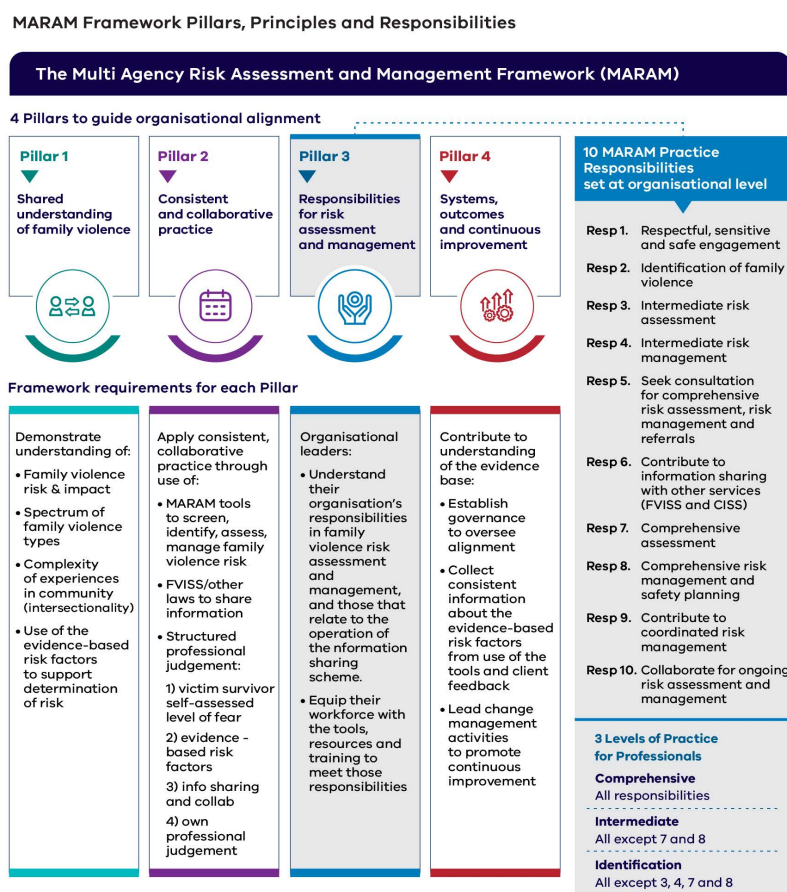 MARAM Framework Pillars, Principles and Responsibilities
The Multi Agency Risk Assessment and Management Framework (MARAM)
4 Pillars to guide organisational alignment
Pillar 1
Shared
understanding
of family violence
Pillar 2
Consistent
and collaborative
practice
Pillar 3
Responsibilities
for risk
assessment
and management
Pillar 4
Systems,
outcomes
and continuous
improvement
Framework requirements for each Pillar
Demonstrate
understanding of:
• Family violence
risk & impact
• Spectrum of
family violence
types
• Complexity
of experiences
in community
(intersectionality)
• Use of the
evidence-based
risk factors
to support
determination
of risk
Apply consistent,
collaborative
practice through
use of:
• MARAM tools
to screen,
identify, assess,
manage family
violence risk
• FVISS/other
laws to share
information
• Structured
professional
judgement:
1) victim survivor
self-assessed
level of fear
2) evidence -
based risk
factors
3) info sharing
and collab
4) own
professional
judgement
Organisational
leaders:
• Understand
their
organisation's
responsibilities
in family
violence risk
assessment
and
management,
and those that
relate to the
operation of
the nformation
sharing
scheme.
• Equip their
workforce with
the tools,
resources and
training to
meet those
responsibilities
Contribute to
understanding
of the evidence
base:
• Establish
governance
to oversee
alignment
• Collect
consistent
information
about the
evidence-based
risk factors
from use of the
tools and client
feedback
• Lead change
management
activities
to promote
continuous
improvement
10 MARAM Practice
Responsibilities
set at organisational level
Resp 1. Respectful, sensitive
and safe engagement
Resp 2. Identification of family
violence
Resp 3. Intermediate risk
assessment
Resp 4. Intermediate risk
management
Resp 5. Seek consultation
for comprehensive
risk assessment, risk
management and
referrals
Resp 6. Contribute to
information sharing
with other services
(FVISS and CISS)
Resp 7. Comprehensive
assessment
Resp 8. Comprehensive risk
management and
safety planning
Resp 9. Contribute to
coordinated risk
management
Resp 10. Collaborate for ongoing
risk assessment and
management
3 Levels of Practice
for Professionals
Comprehensive
All responsibilities
Intermediate
All except 7 and 8
Identification
All except 3, 4, 7 and 8